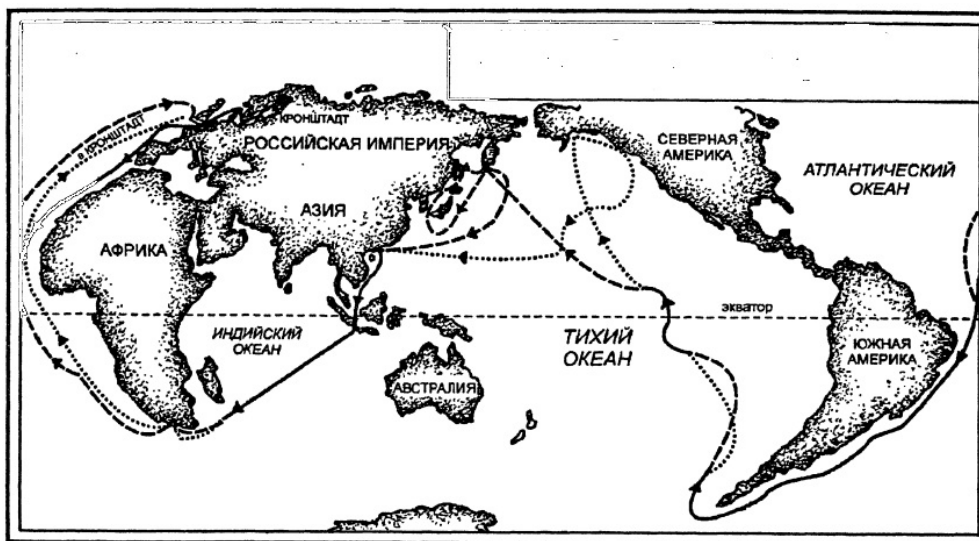 КРОНШТАДТ
РОССИЙСКАЯ ИМПЕРИЯ
СЕВЕРНАЯ
АМЕРИКА
АТЛАНТИЧЕСКИЙ
ОКЕАН
В КРОНШТАДТ
АЗИЯ
АФРИКА
экватор
ИНДИЙСКИЙ
ОКЕАН
ТИХИЙ
ОКЕАН
ЮЖНАЯ
АМЕРИКА
АВСТРАЛИЯ